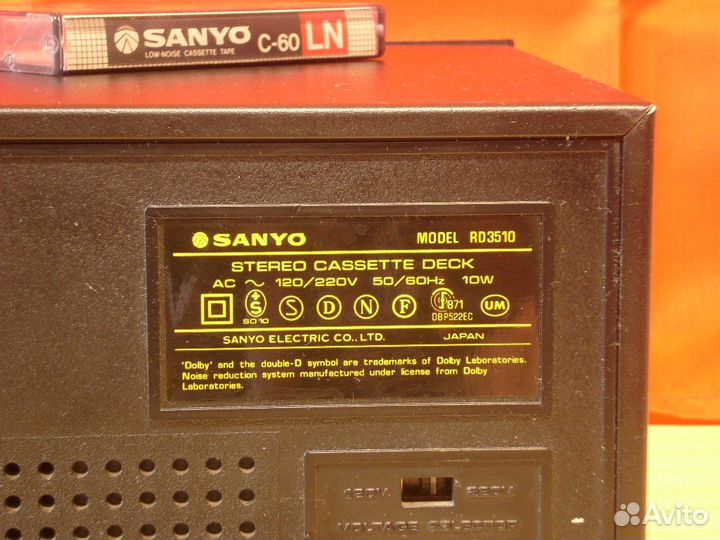 SANYO C-60 LN
LOW-NOISE CASSETTE TAPE
SANYO MODEL RD3510
STEREO CASSETTE DECK
AC ~ 120/220V 50/60Hz 10W
S S D N F 871 UM
SO10 DBP522EC
SANYO ELECTRIC CO., LTD. JAPAN
'Dolby' and the double-D symbol are trademarks of Dolby Laboratories.
Noise reduction system manufactured under license from Dolby
Laboratories.
120V 220V
VOLTAGE SELECTOR
Avito